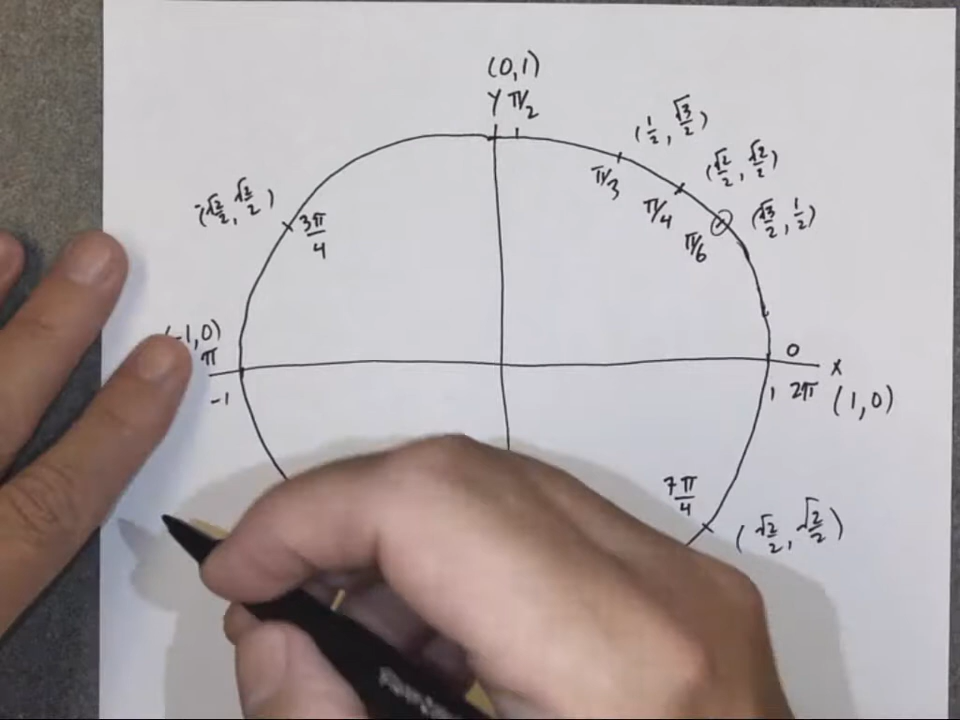 (0,1)
y π/2
(1/2, √3/2)
π/3
(√2/2, √2/2)
π/4
(√3/2, 1/2)
π/6
(-√2/2, √2/2)
3π/4
(-1,0)
π
-1
0
x
1 2π (1,0)
7π/4
(√2/2, √2/2)